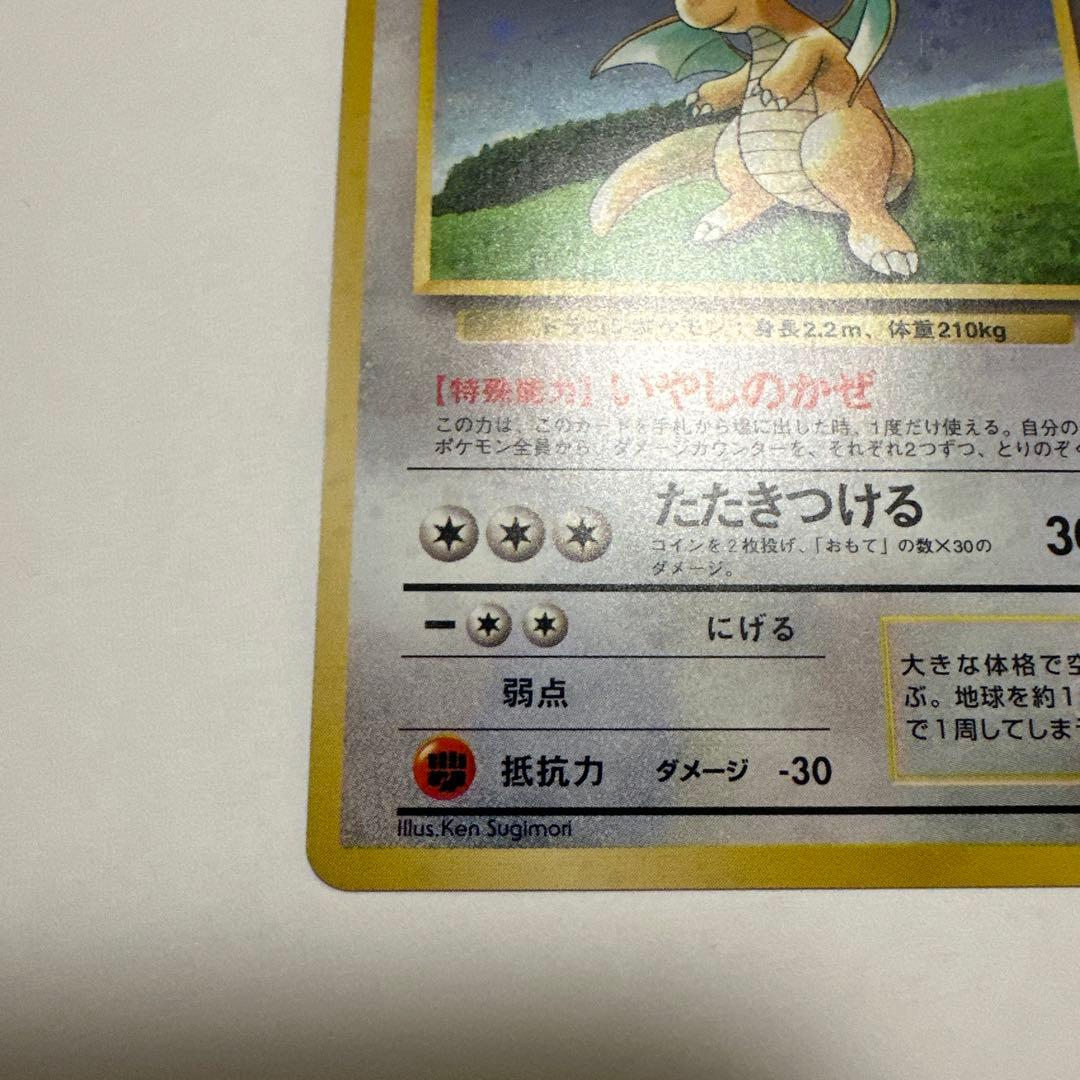 ドラゴンポケモン：身長2.2m、体重210kg
【特殊能力】いやしのかぜ
この力は、このカードを手札から場に出した時、1度だけ使える。自分の
ポケモン全員から、ダメージカウンターを、それぞれ2つずつ、とりのぞく
たたきつける
コインを2枚投げ、「おもて」の数×30の
ダメージ。
30
ー
にげる
弱点
抵抗力 ダメージ -30
大きな体格で空
ぶ。地球を約1
で1周してしま
Illus.Ken Sugimori